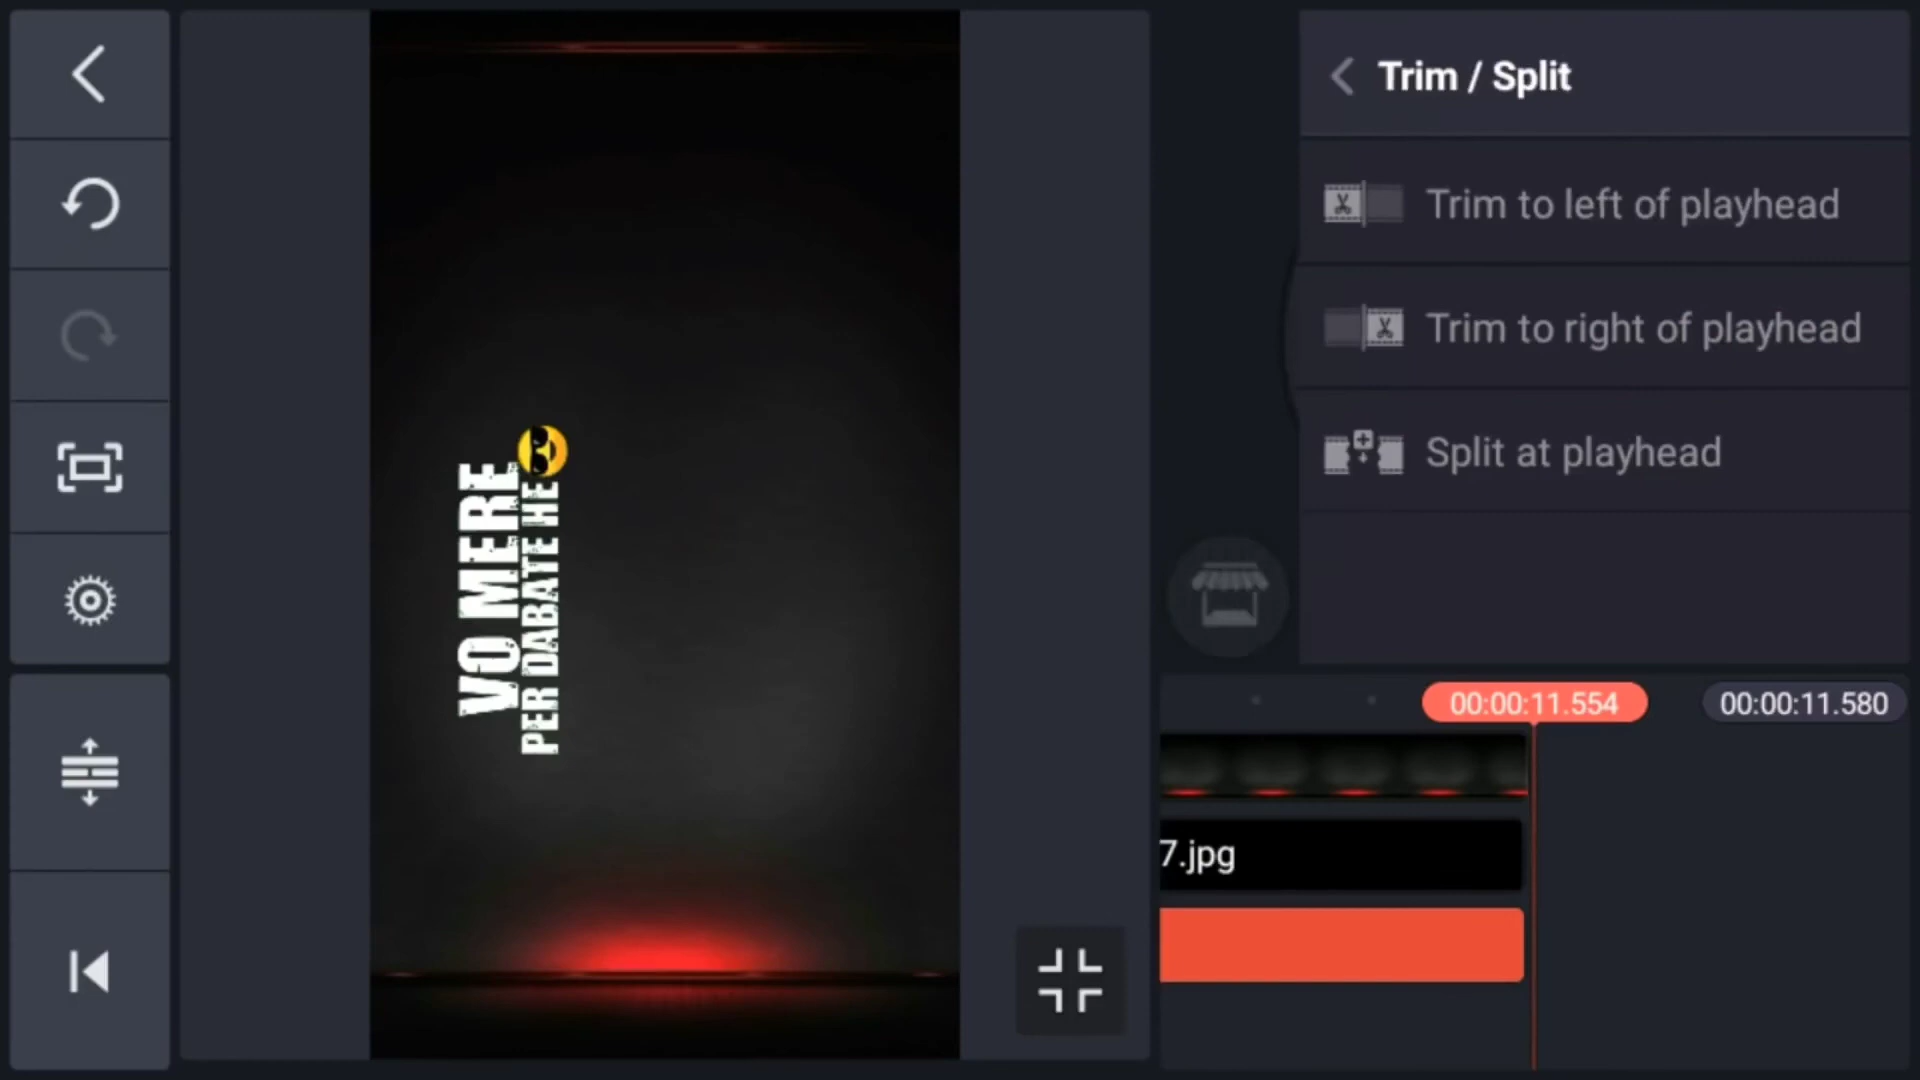 Trim / Split
Trim to left of playhead
Trim to right of playhead
Split at playhead
VO MERE
PER DABATE HE😎
00:00:11.554
00:00:11.580
7.jpg